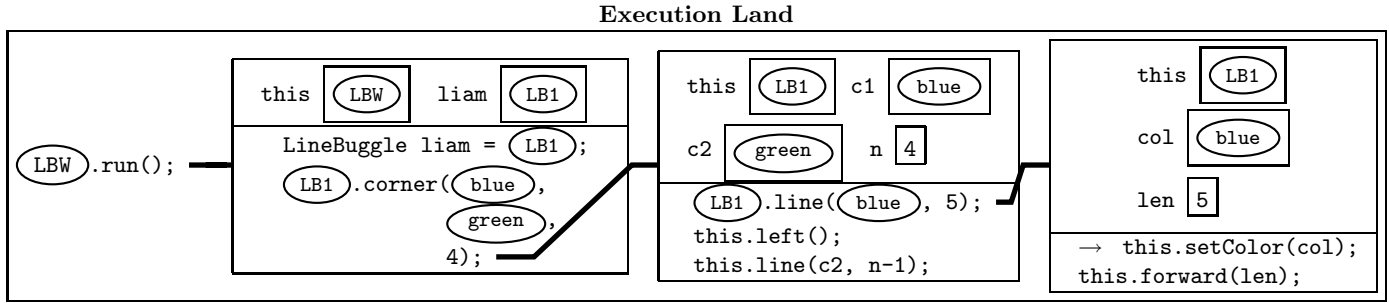 Execution Land
LBW.run();
this LBW liam LB1
LineBuggle liam = LB1;
LB1.corner(blue,
green,
4);
this LB1 c1 blue
c2 green n 4
LB1.line(blue, 5);
this.left();
this.line(c2, n-1);
this LB1
col blue
len 5
→ this.setColor(col);
this.forward(len);